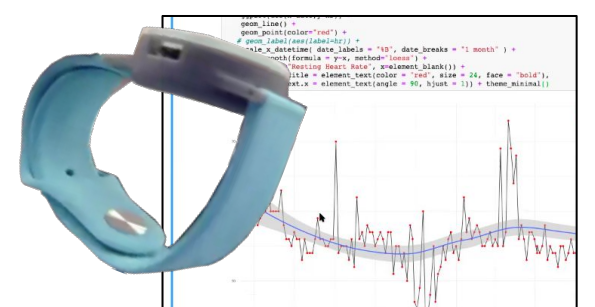 geom_line() +
geom_point(color="red") +
# geom_label(aes(label=hr)) +
ale_x_datetime( date_labels = "%B", date_breaks = "1 month" ) +
ooth(formula = y~x, method="loess") +
"Resting Heart Rate", x=element_blank()) +
itle = element_text(color = "red", size = 24, face = "bold"),
ext.x = element_text(angle = 90, hjust = 1)) + theme_minimal()